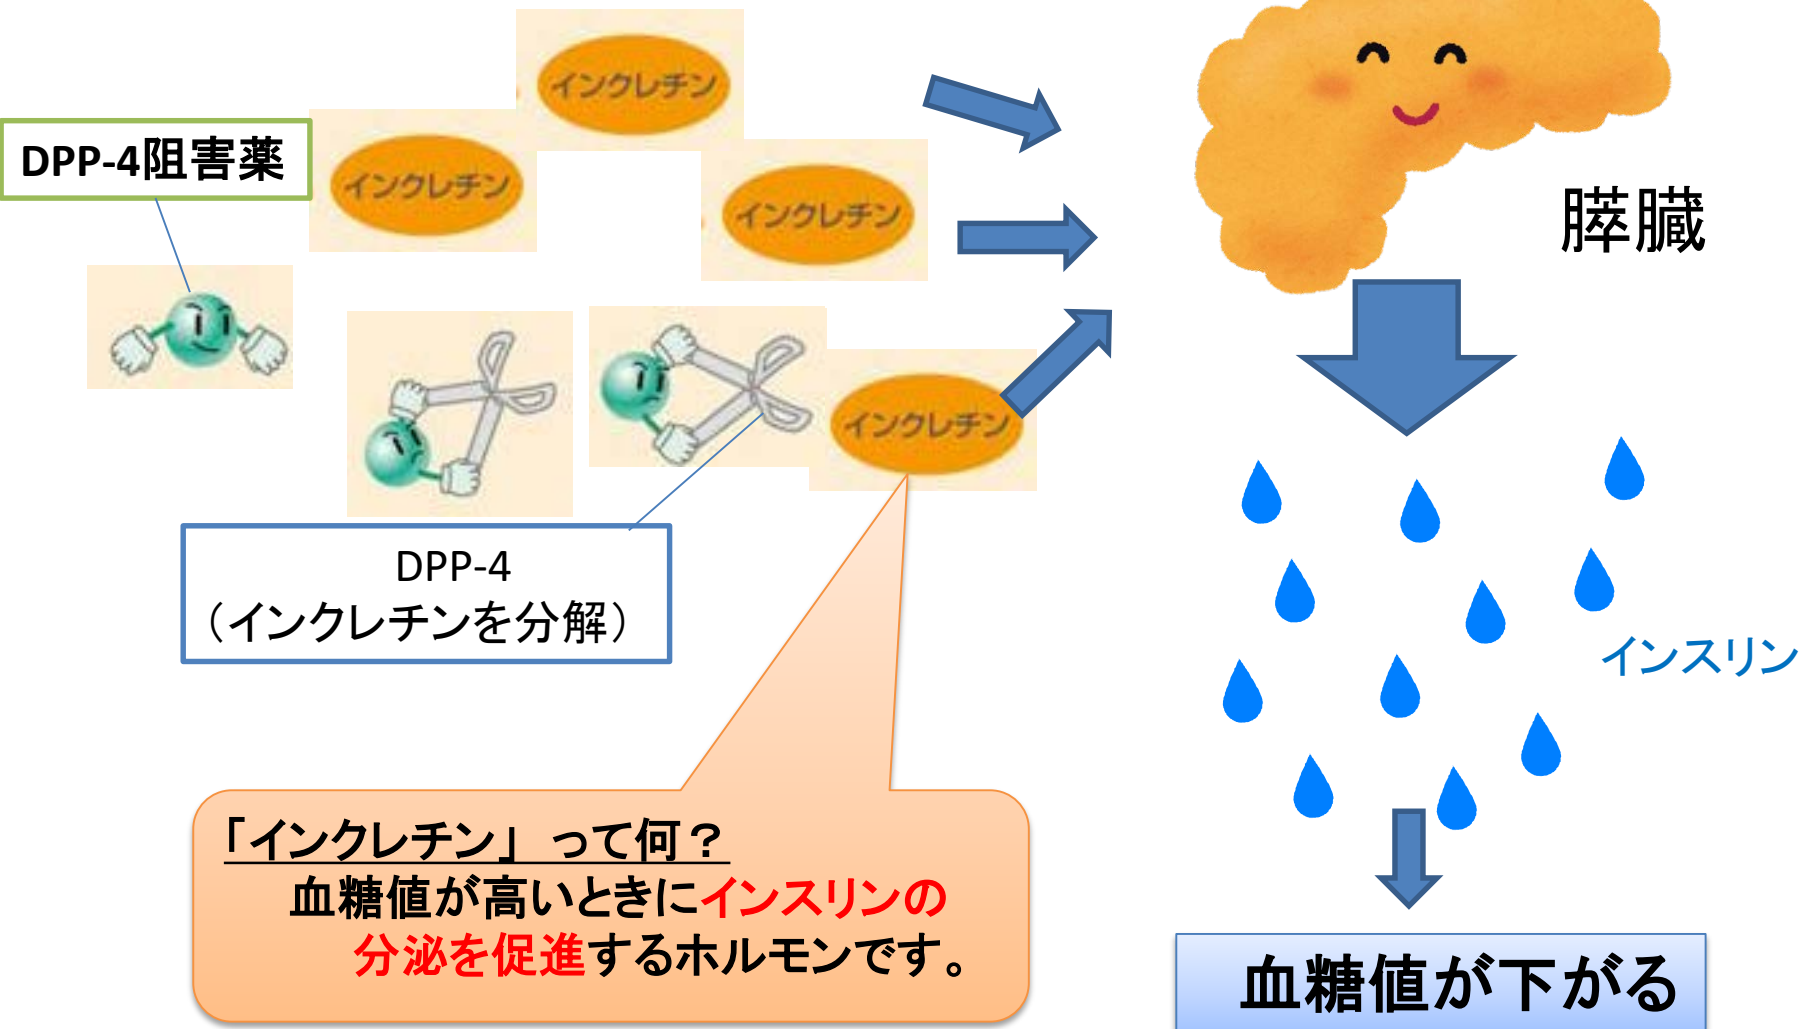 インクレチン
DPP-4阻害薬
インクレチン
インクレチン
膵臓
インクレチン
DPP-4
（インクレチンを分解）
インスリン
「インクレチン」 って何？
血糖値が高いときにインスリンの
分泌を促進するホルモンです。
血糖値が下がる